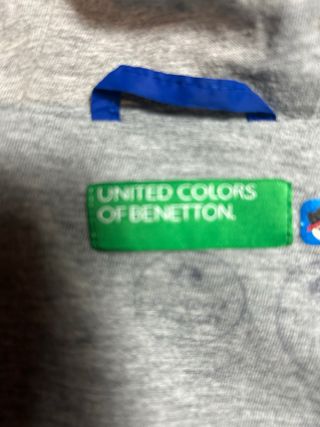 UNITED COLORS
OF BENETTON.